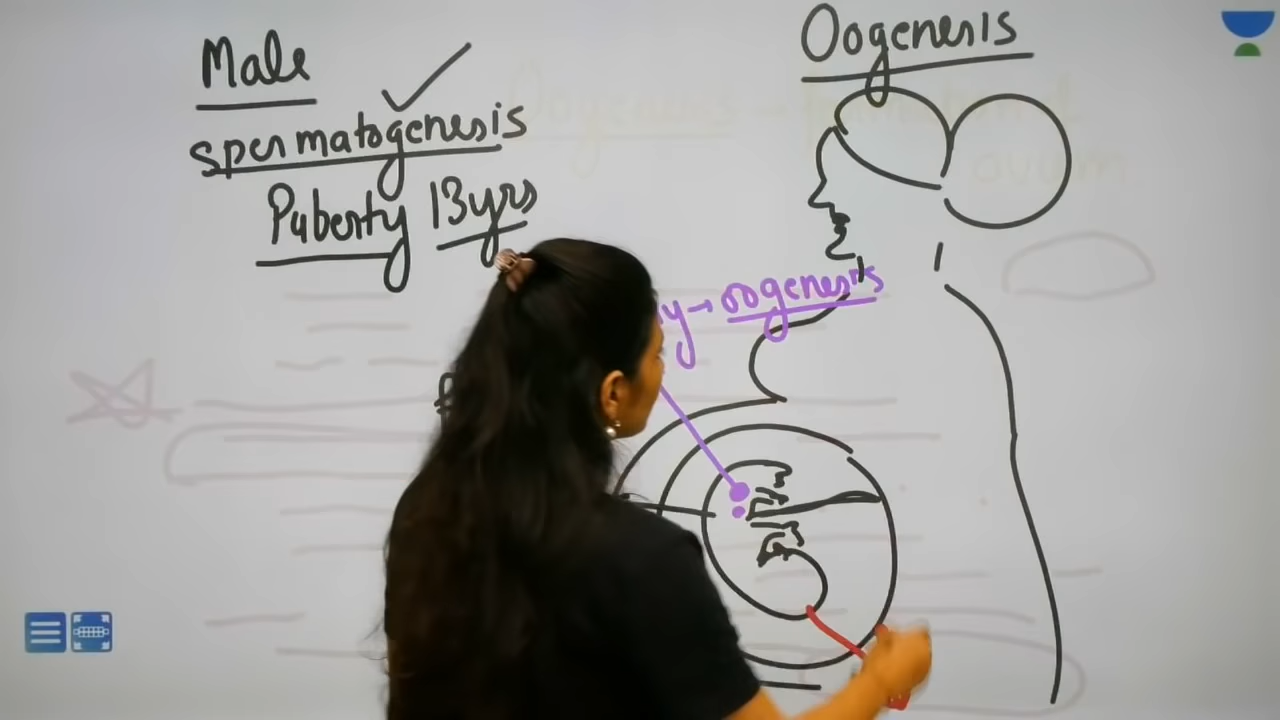 Male
spermatogenesis
Puberty 13yrs
Oogenesis
→ oogenesis